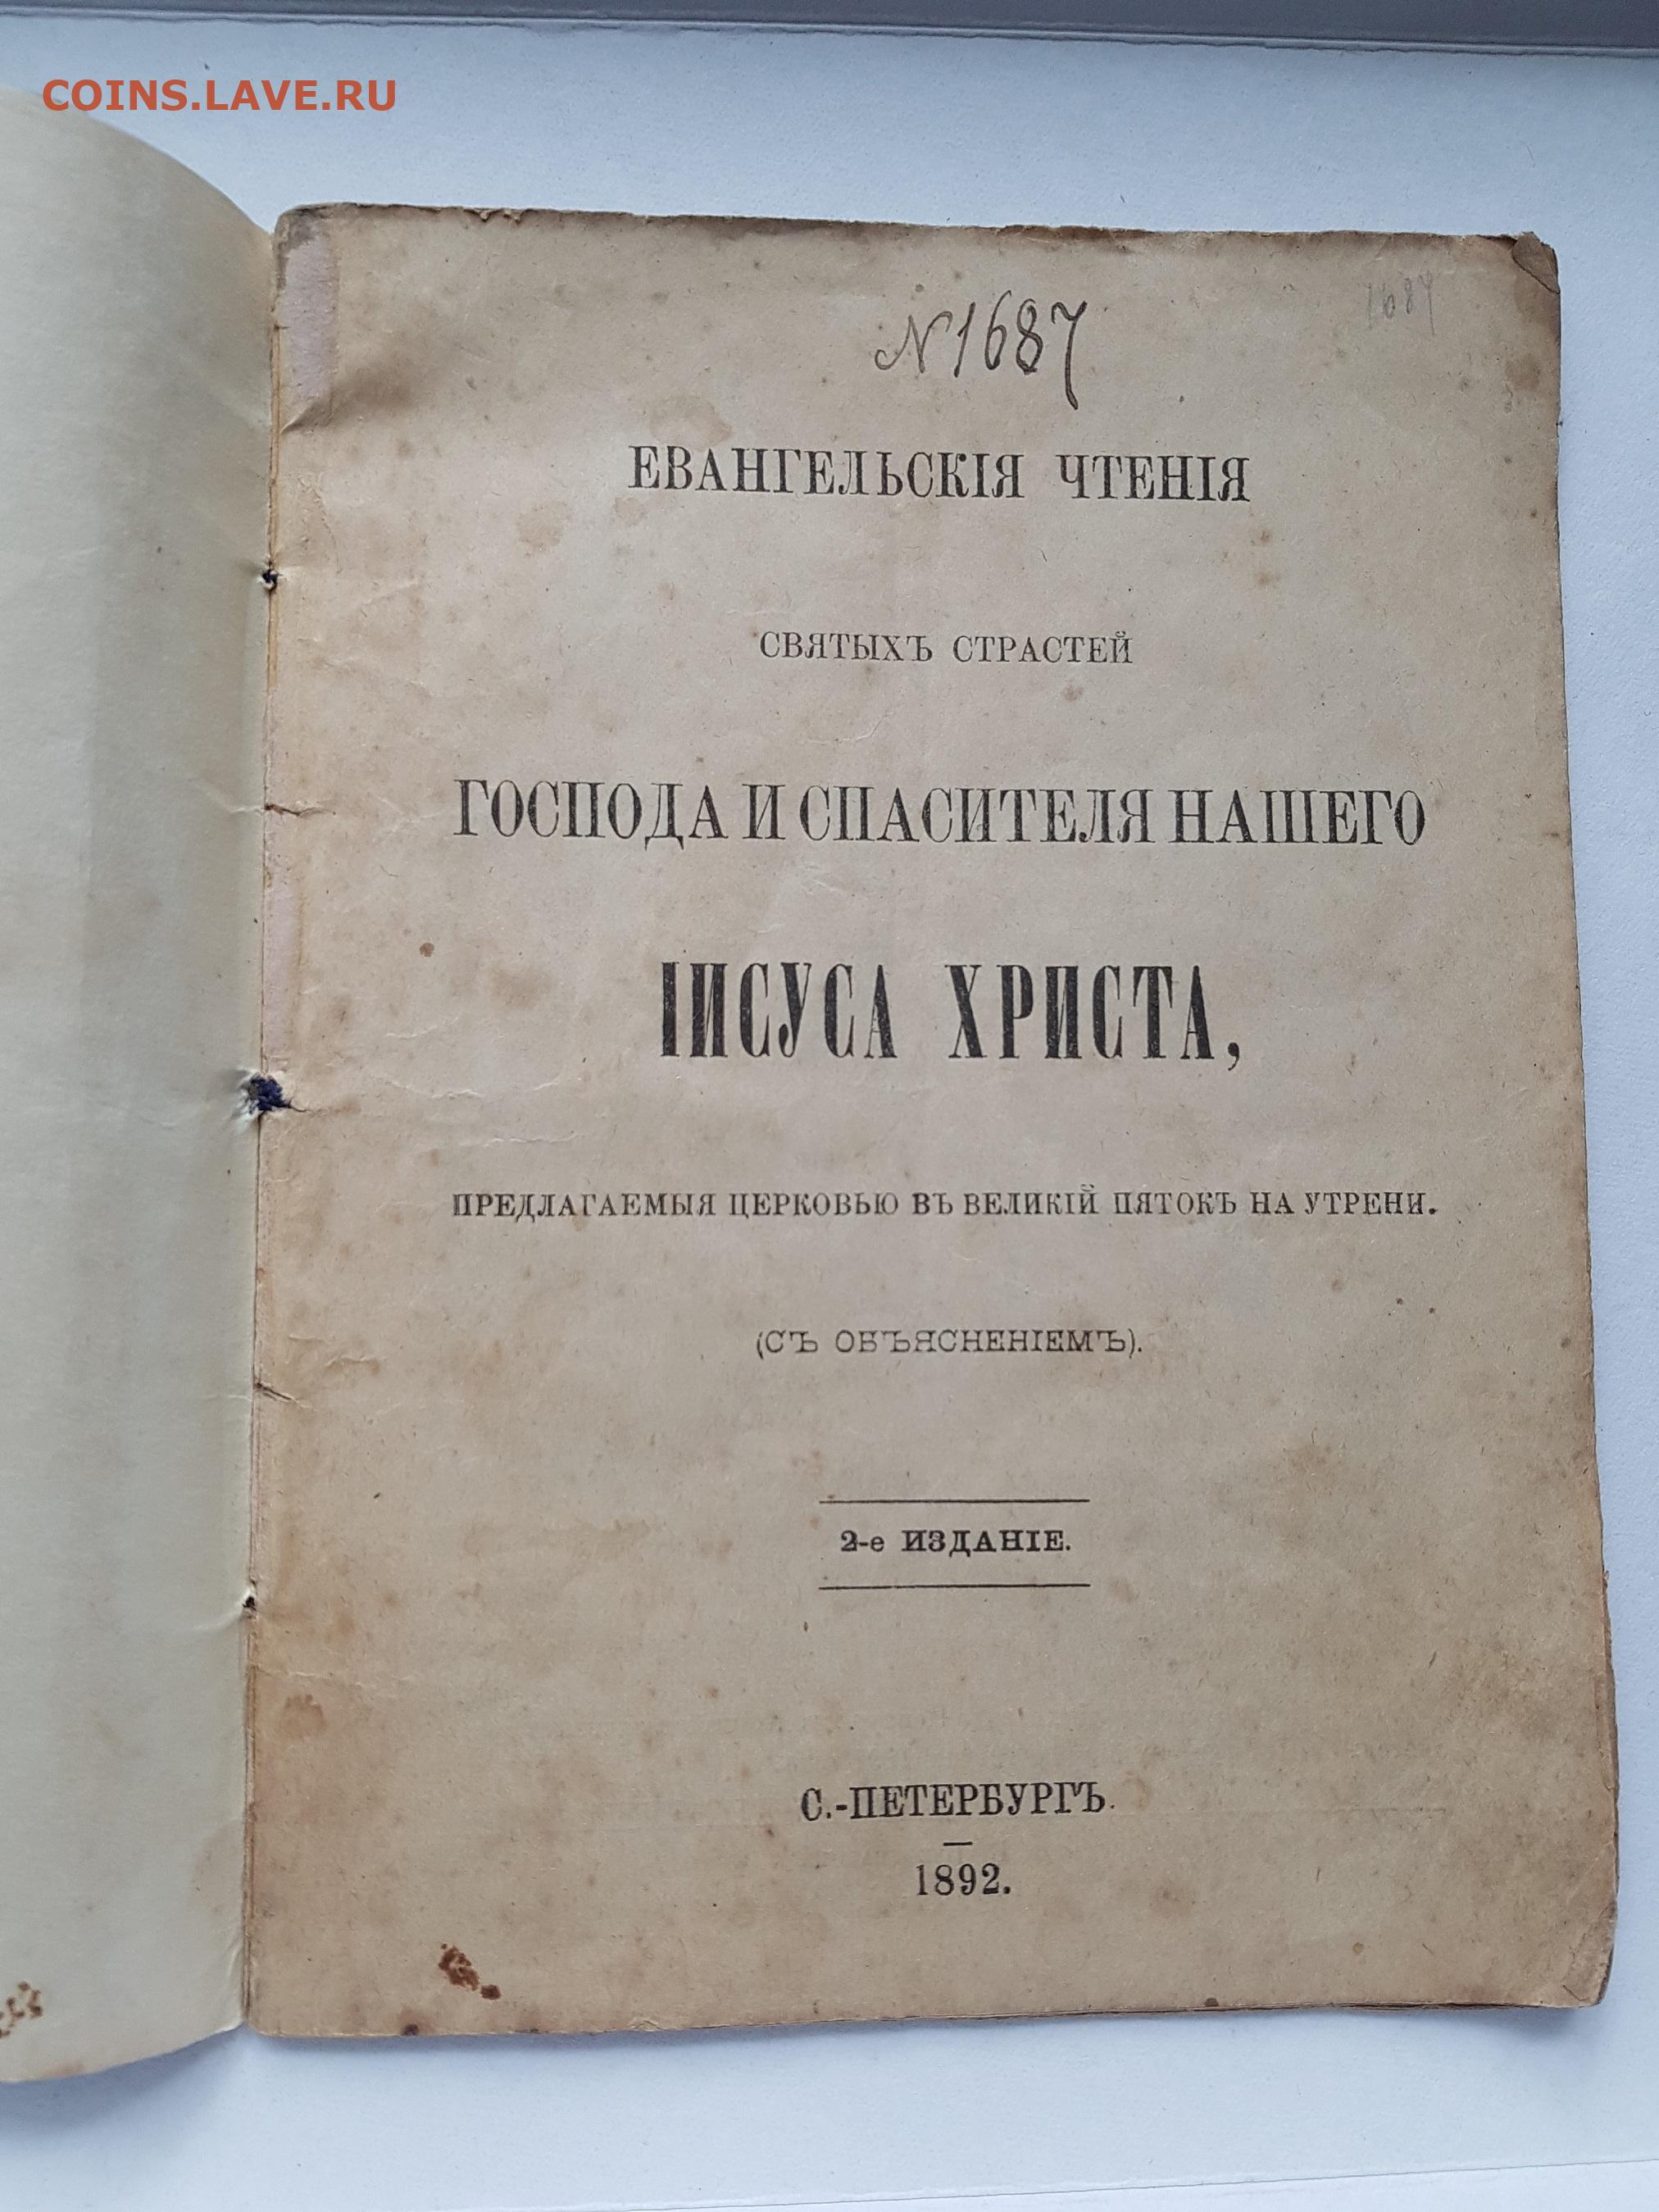 COINS.LAVE.RU
N 1687
1687
ЕВАНГЕЛЬСКІЯ ЧТЕНІЯ
СВЯТЫХЪ СТРАСТЕЙ
ГОСПОДА И СПАСИТЕЛЯ НАШЕГО
ІИСУСА ХРИСТА,
ПРЕДЛАГАЕМЫЯ ЦЕРКОВЬЮ ВЪ ВЕЛИКІЙ ПЯТОКЪ НА УТРЕНИ.
(СЪ ОБЪЯСНЕНІЕМЪ).
2-е ИЗДАНІЕ.
С.-ПЕТЕРБУРГЪ.
1892.